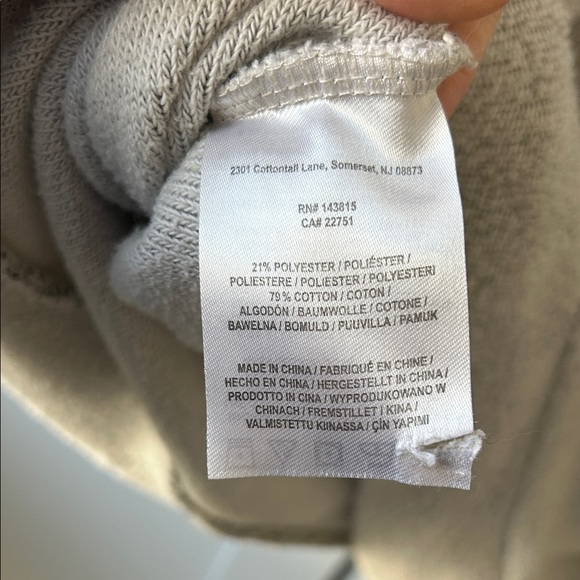 2301 Cottontail Lane, Somerset, NJ 08873
RN# 143815
CA# 22751
21% POLYESTER / POLIÉSTER /
POLIESTERE / POLIESTER / POLYESTERI
79% COTTON / COTON /
ALGODÓN / BAUMWOLLE / COTONE /
BAWEŁNA / BOMULD / PUUVILLA / PAMUK
MADE IN CHINA / FABRIQUÉ EN CHINE /
HECHO EN CHINA / HERGESTELLT IN CHINA /
PRODOTTO IN CINA / WYPRODUKOWANO W
CHINACH / FREMSTILLET I KINA /
VALMISTETTU KIINASSA / ÇİN YAPIMI